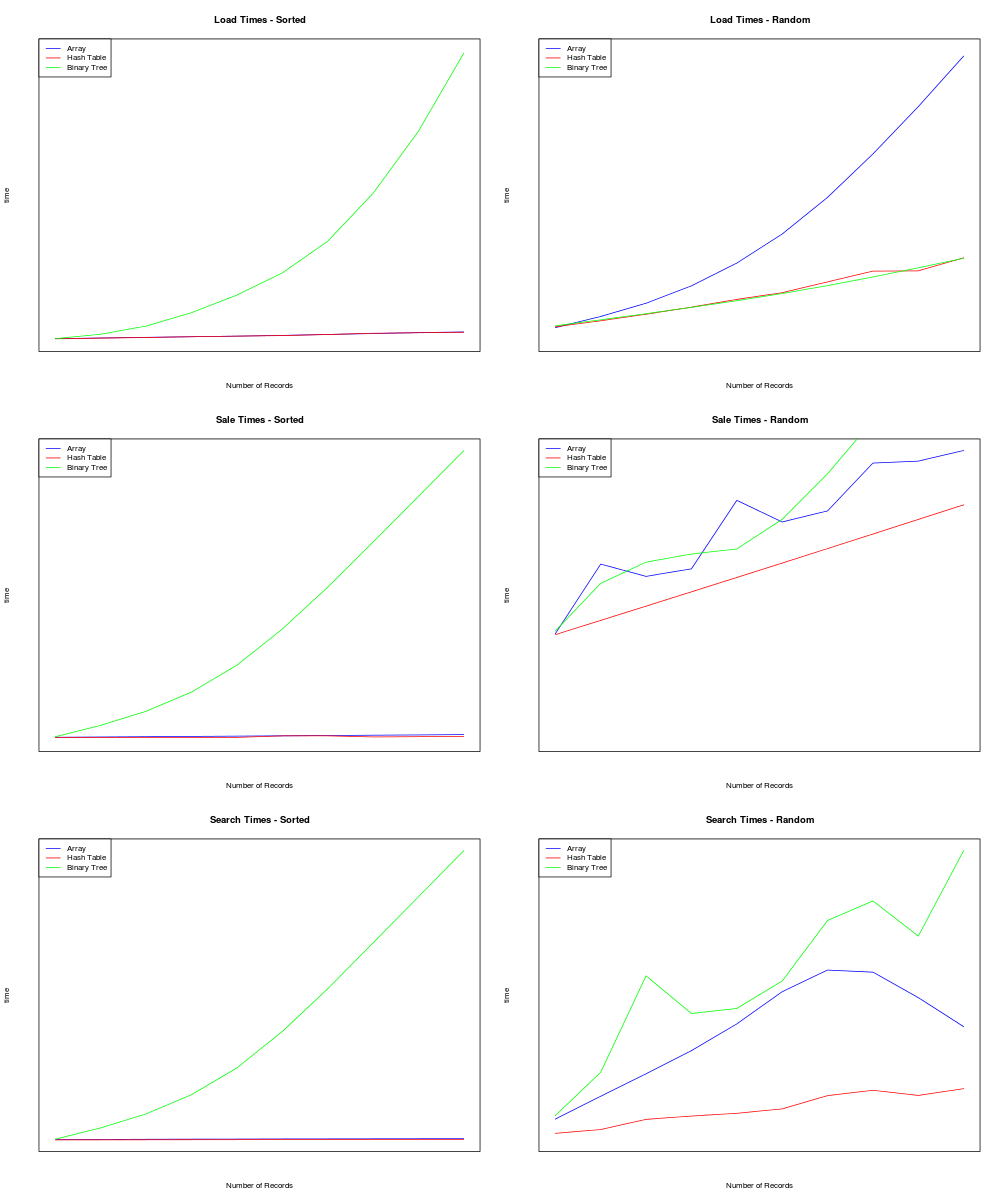 Load Times - Sorted
Array
Hash Table
Binary Tree
time
Number of Records
Load Times - Random
Array
Hash Table
Binary Tree
time
Number of Records
Sale Times - Sorted
Array
Hash Table
Binary Tree
time
Number of Records
Sale Times - Random
Array
Hash Table
Binary Tree
time
Number of Records
Search Times - Sorted
Array
Hash Table
Binary Tree
time
Number of Records
Search Times - Random
Array
Hash Table
Binary Tree
time
Number of Records